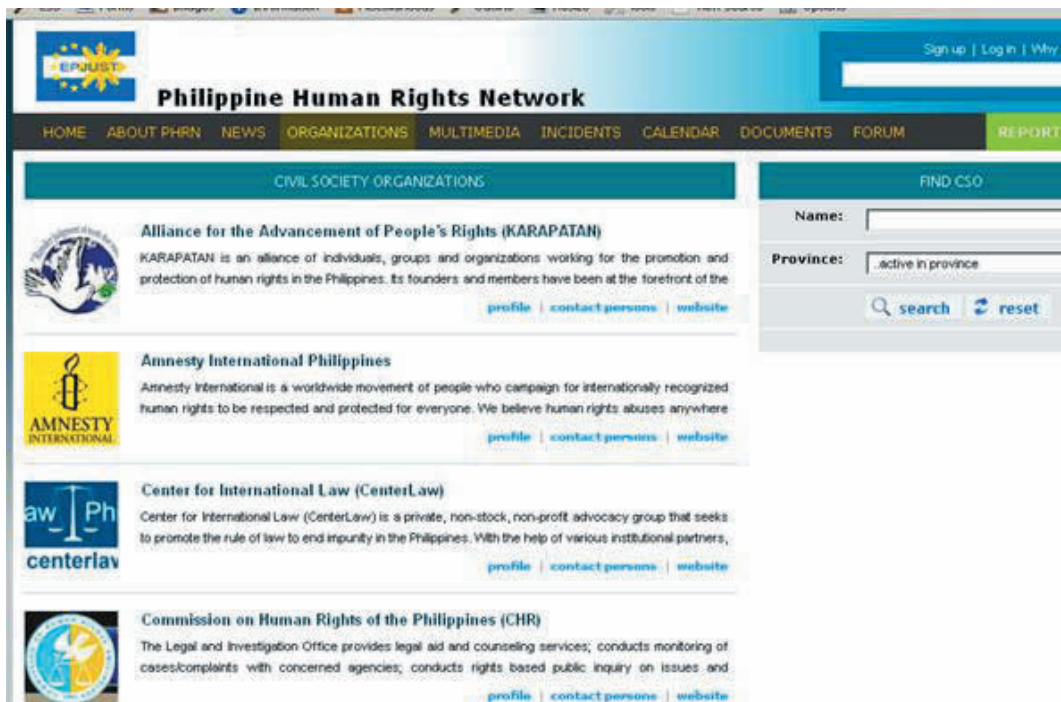 EPJUST
Sign up | Log in | Why
Philippine Human Rights Network
HOME ABOUT PHRN NEWS ORGANIZATIONS MULTIMEDIA INCIDENTS CALENDAR DOCUMENTS FORUM REPORT
CIVIL SOCIETY ORGANIZATIONS
Alliance for the Advancement of People's Rights (KARAPATAN)
KARAPATAN is an alliance of individuals, groups and organizations working for the promotion and
protection of human rights in the Philippines. Its founders and members have been at the forefront of the
profile | contact persons | website
AMNESTY
INTERNATIONAL
Amnesty International Philippines
Amnesty International is a worldwide movement of people who campaign for internationally recognized
human rights to be respected and protected for everyone. We believe human rights abuses anywhere
profile | contact persons | website
aw Ph
centerlaw
Center for International Law (CenterLaw)
Center for International Law (CenterLaw) is a private, non-stock, non-profit advocacy group that seeks
to promote the rule of law to end impunity in the Philippines. With the help of various institutional partners,
profile | contact persons | website
Commission on Human Rights of the Philippines (CHR)
The Legal and Investigation Office provides legal aid and counseling services; conducts monitoring of
cases/complaints with concerned agencies; conducts rights based public inquiry on issues and
profile | contact persons | website
FIND CSO
Name:
Province: ..active in province
search reset